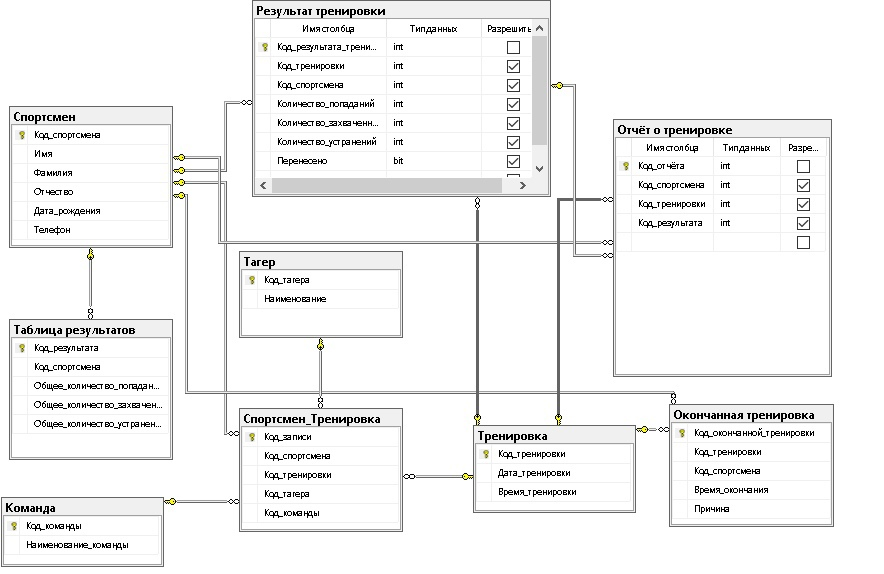 Результат тренировки
Имя столбца Тип данных Разрешить
Код_результата_трени... int
Код_тренировки int
Код_спортсмена int
Количество_попаданий int
Количество_захваченн... int
Количество_устранений int
Перенесено bit
Спортсмен
Код_спортсмена
Имя
Фамилия
Отчество
Дата_рождения
Телефон
Отчёт о тренировке
Имя столбца Тип данных Разре...
Код_отчёта int
Код_спортсмена int
Код_тренировки int
Код_результата int
Тагер
Код_тагера
Наименование
Таблица результатов
Код_результата
Код_спортсмена
Общее_количество_попадан...
Общее_количество_захвачен...
Общее_количество_устранен...
Спортсмен_Тренировка
Код_записи
Код_спортсмена
Код_тренировки
Код_тагера
Код_команды
Тренировка
Код_тренировки
Дата_тренировки
Время_тренировки
Окончанная тренировка
Код_окончанной_тренировки
Код_тренировки
Код_спортсмена
Время_окончания
Причина
Команда
Код_команды
Наименование_команды